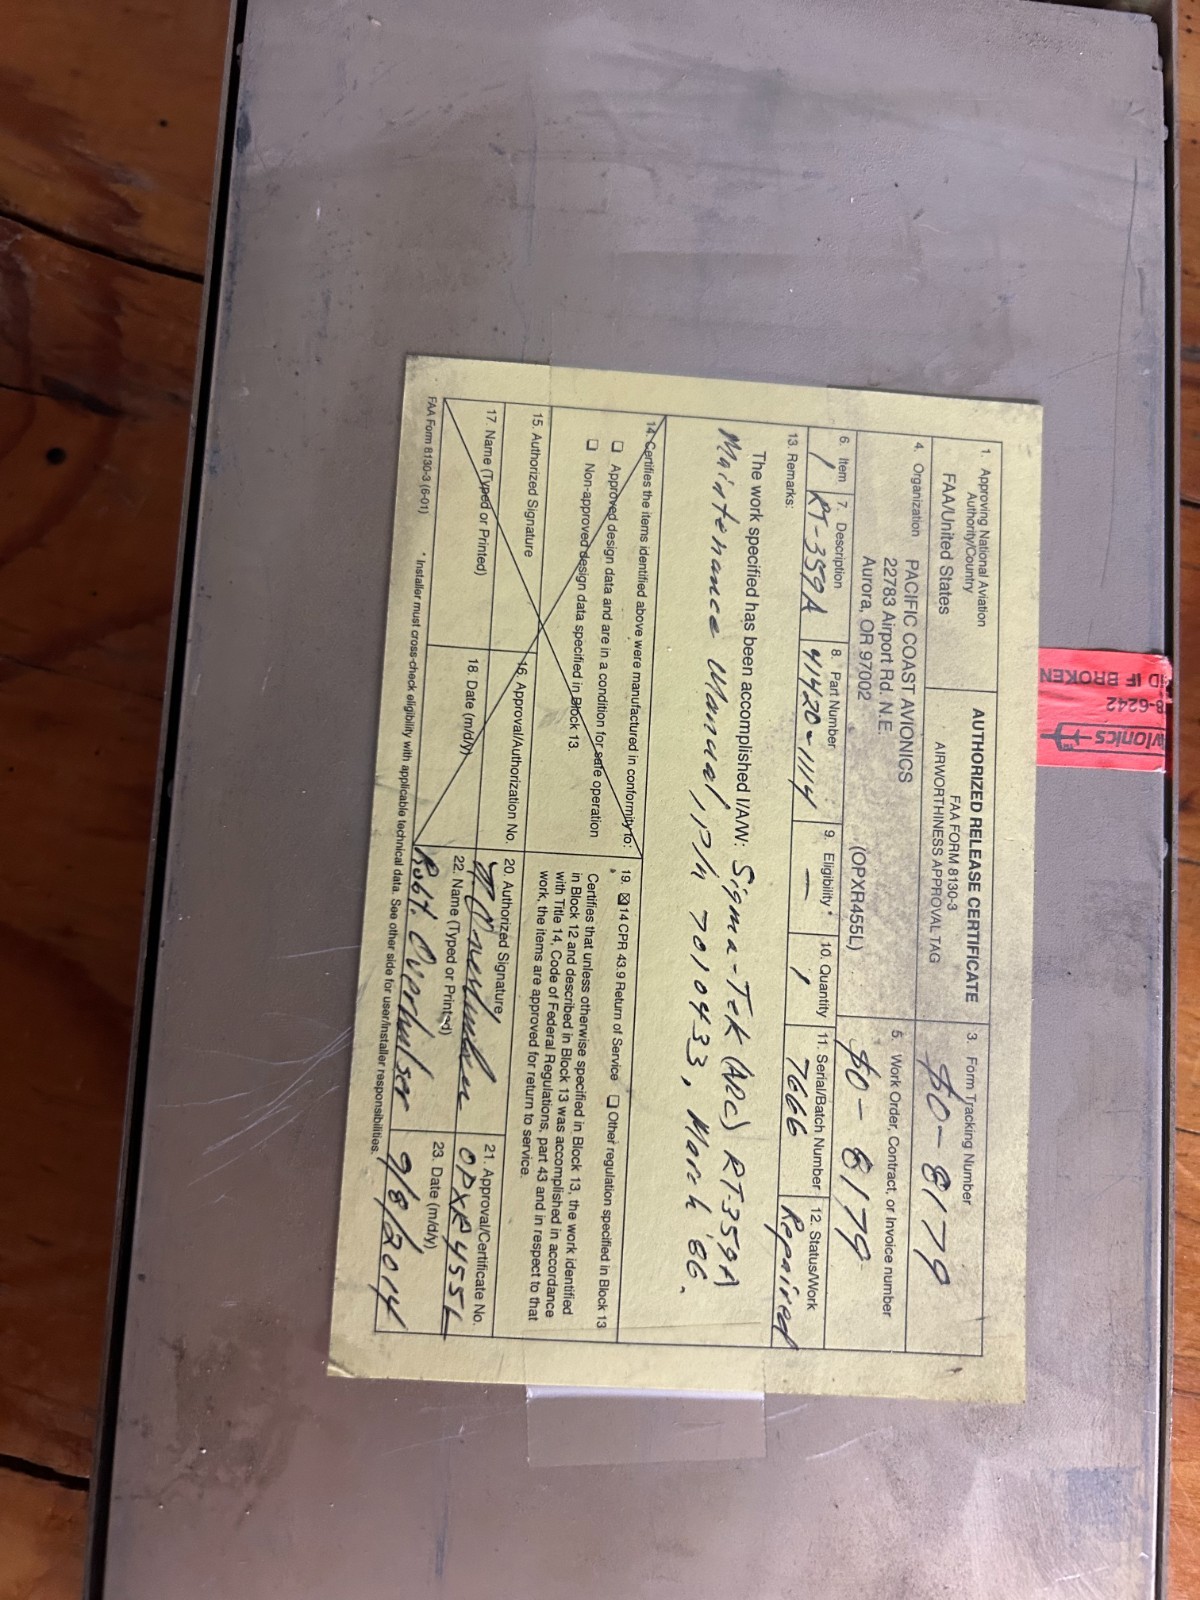 1. Approving National Aviation
Authority/Country
FAA/United States
AUTHORIZED RELEASE CERTIFICATE
FAA FORM 8130-3
AIRWORTHINESS APPROVAL TAG
3. Form Tracking Number
$0-8179
4. Organization
PACIFIC COAST AVIONICS
22783 Airport Rd. N.E.
Aurora, OR 97002
(OPXR455L)
5. Work Order, Contract, or Invoice number
$0-8179
6. Item
1
7. Description
RT-359A
8. Part Number
41420-1114
9. Eligibility *
—
10. Quantity
1
11. Serial/Batch Number
7666
12. Status/Work
Repaired
13. Remarks:
The work specified has been accomplished I/A/W: Sigma-Tek (ARC) RT-359A
Maintenance Manual, P/N 7010433, March '86.
14. Certifies the items identified above were manufactured in conformity to:
☐ Approved design data and are in a condition for safe operation
☐ Non-approved design data specified in Block 13.
15. Authorized Signature
16. Approval/Authorization No.
17. Name (Typed or Printed)
18. Date (m/d/y)
19. ☒ 14 CPR 43.9 Return of Service ☐ Other regulation specified in Block 13
Certifies that unless otherwise specified in Block 13, the work identified
in Block 12 and described in Block 13 was accomplished in accordance
with Title 14, Code of Federal Regulations, part 43 and in respect to that
work, the items are approved for return to service.
20. Authorized Signature
21. Approval/Certificate No.
OPXR455L
22. Name (Typed or Printed)
Robt. Overhulser
23. Date (m/d/y)
9/8/2014
FAA Form 8130-3 (6-01)
* Installer must cross-check eligibility with applicable technical data. See other side for user/installer responsibilities.
ID IF BROKEN
8-6242
vionics